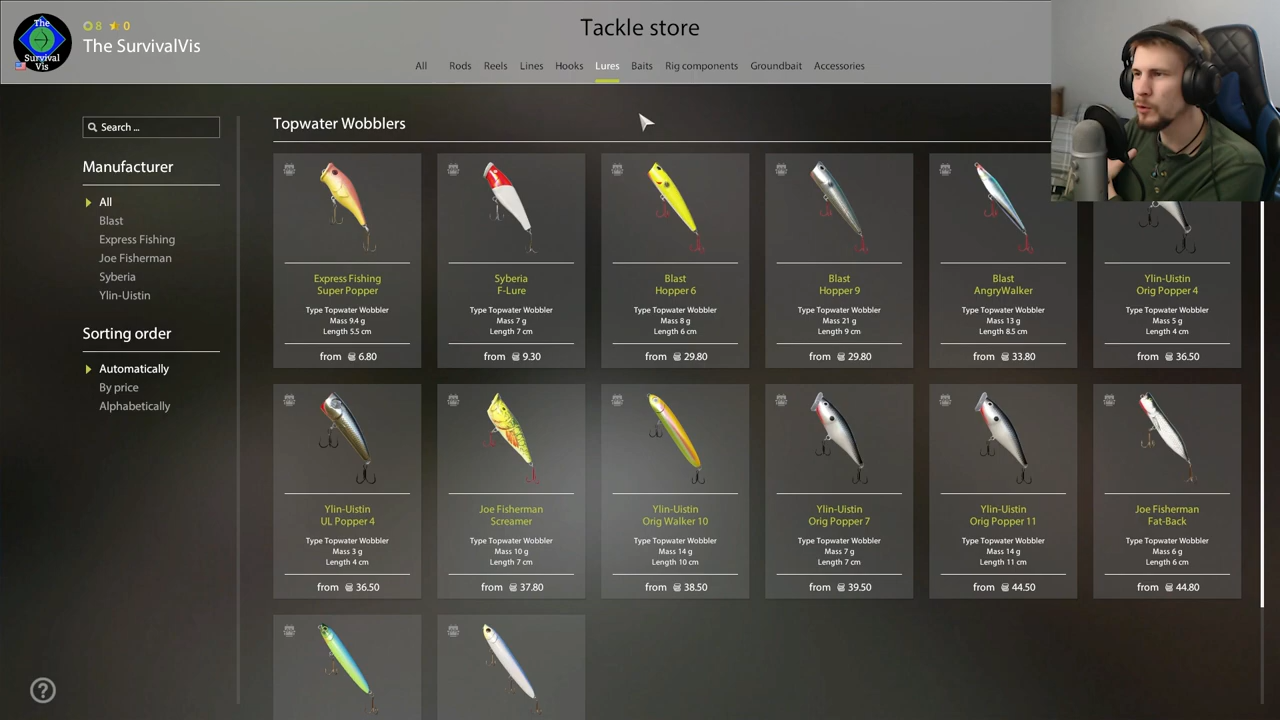 The
Survival
Vis
8 0
The SurvivalVis
Tackle store
All Rods Reels Lines Hooks Lures Baits Rig components Groundbait Accessories
Search ...
Manufacturer
All
Blast
Express Fishing
Joe Fisherman
Syberia
Ylin-Uistin
Sorting order
Automatically
By price
Alphabetically
Topwater Wobblers
Express Fishing
Super Popper
Type Topwater Wobbler
Mass 9.4 g
Length 5.5 cm
from 6.80
Syberia
F-Lure
Type Topwater Wobbler
Mass 7 g
Length 7 cm
from 9.30
Blast
Hopper 6
Type Topwater Wobbler
Mass 8 g
Length 6 cm
from 29.80
Blast
Hopper 9
Type Topwater Wobbler
Mass 21 g
Length 9 cm
from 29.80
Blast
AngryWalker
Type Topwater Wobbler
Mass 13 g
Length 8.5 cm
from 33.80
Ylin-Uistin
Orig Popper 4
Type Topwater Wobbler
Mass 5 g
Length 4 cm
from 36.50
Ylin-Uistin
UL Popper 4
Type Topwater Wobbler
Mass 3 g
Length 4 cm
from 36.50
Joe Fisherman
Screamer
Type Topwater Wobbler
Mass 10 g
Length 7 cm
from 37.80
Ylin-Uistin
Orig Walker 10
Type Topwater Wobbler
Mass 14 g
Length 10 cm
from 38.50
Ylin-Uistin
Orig Popper 7
Type Topwater Wobbler
Mass 7 g
Length 7 cm
from 39.50
Ylin-Uistin
Orig Popper 11
Type Topwater Wobbler
Mass 14 g
Length 11 cm
from 44.50
Joe Fisherman
Fat-Back
Type Topwater Wobbler
Mass 6 g
Length 6 cm
from 44.80
?